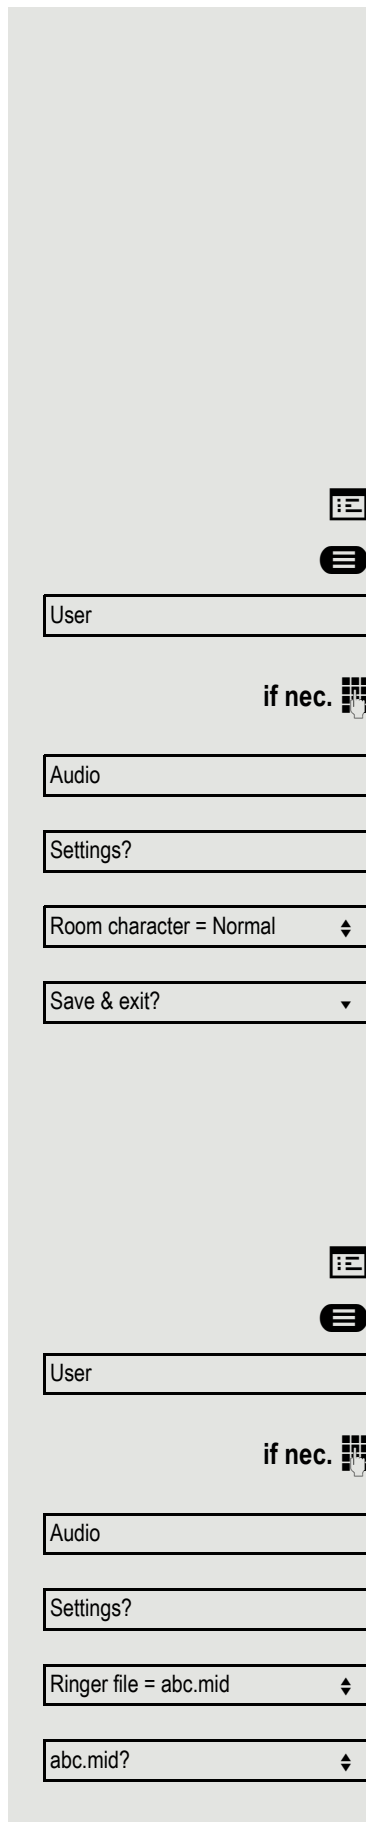 User
if nec.
Audio
Settings?
Room character = Normal
Save & exit?
User
if nec.
Audio
Settings?
Ringer file = abc.mid
abc.mid?